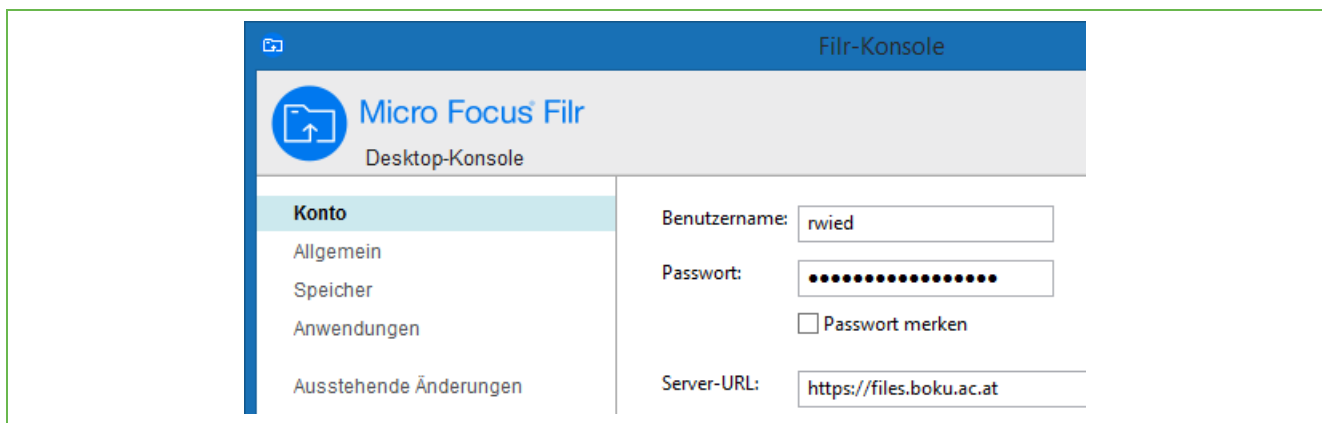 Filr-Konsole
Micro Focus Filr
Desktop-Konsole
Konto
Allgemein
Speicher
Anwendungen
Ausstehende Änderungen
Benutzername: rwied
Passwort: •••••••••••••••••
Passwort merken
Server-URL: https://files.boku.ac.at